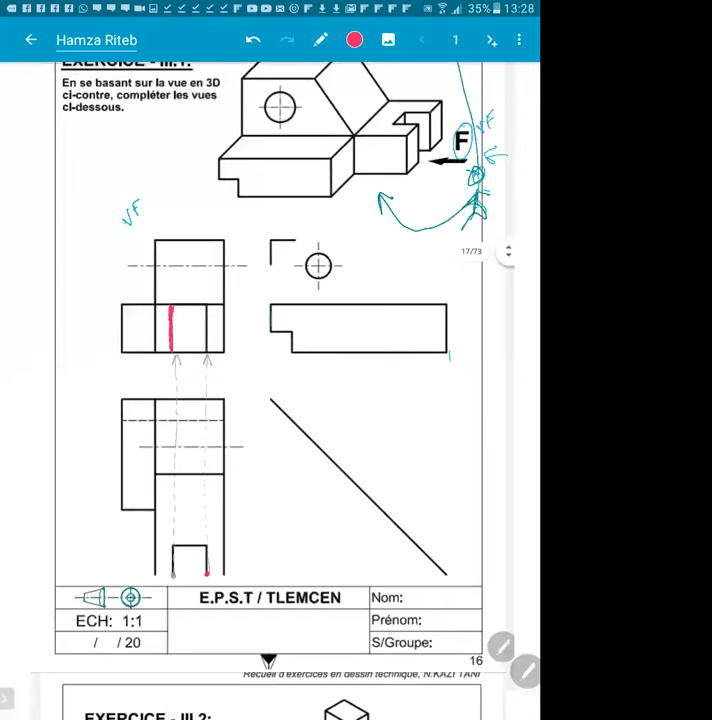 35% 13:28
Hamza Riteb
1
EXERCICE - III.1:
En se basant sur la vue en 3D
ci-contre, compléter les vues
ci-dessous.
F
VF
VF
17/73
E.P.S.T / TLEMCEN
Nom:
ECH: 1:1
Prénom:
/ / 20
S/Groupe:
16
Recueil d'exercices en dessin technique, N.KAZI TANI
EXERCICE - III.2: